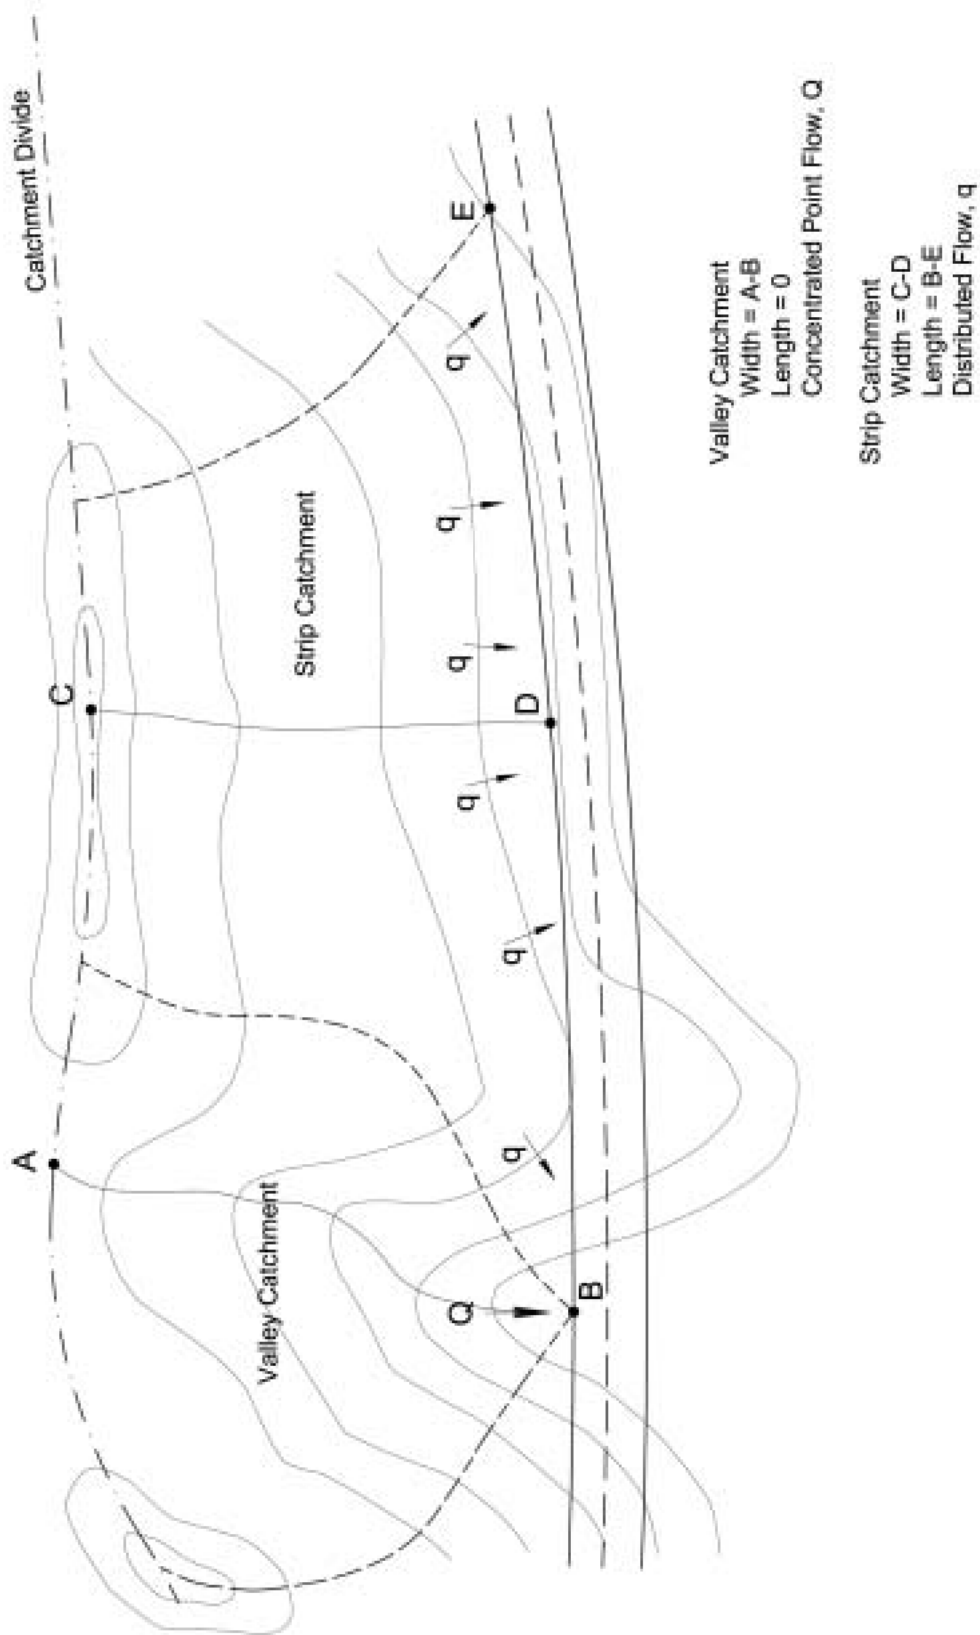 Catchment Divide
A
C
E
Valley Catchment
Strip Catchment
Q
q
q
q
q
q
q
B
D
Valley Catchment
Width = A-B
Length = 0
Concentrated Point Flow, Q
Strip Catchment
Width = C-D
Length = B-E
Distributed Flow, q